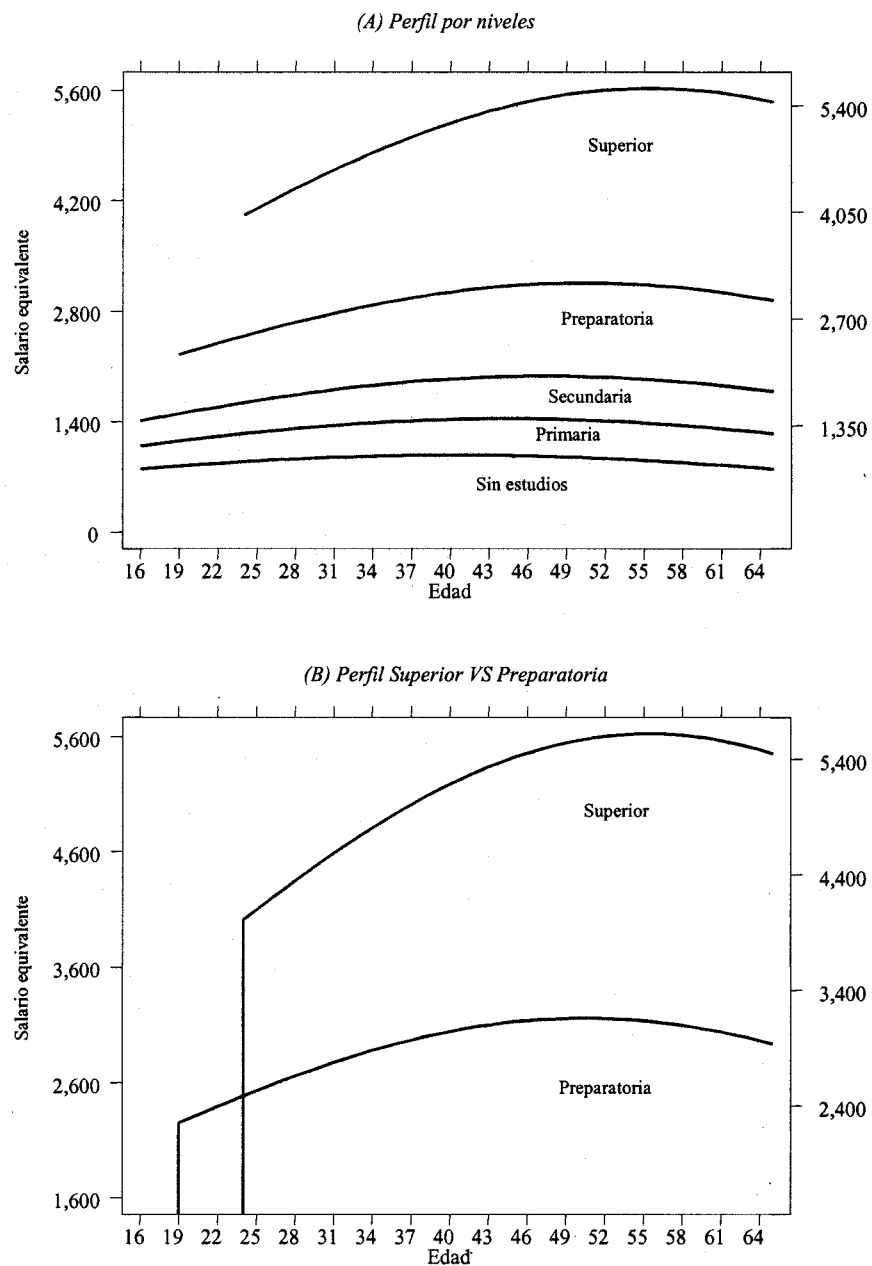 (A) Perfil por niveles
5,600
4,200
2,800
1,400
0
Salario equivalente
5,400
4,050
2,700
1,350
Superior
Preparatoria
Secundaria
Primaria
Sin estudios
16 19 22 25 28 31 34 37 40 43 46 49 52 55 58 61 64
Edad
(B) Perfil Superior VS Preparatoria
5,600
4,600
3,600
2,600
1,600
Salario equivalente
5,400
4,400
3,400
2,400
Superior
Preparatoria
16 19 22 25 28 31 34 37 40 43 46 49 52 55 58 61 64
Edad